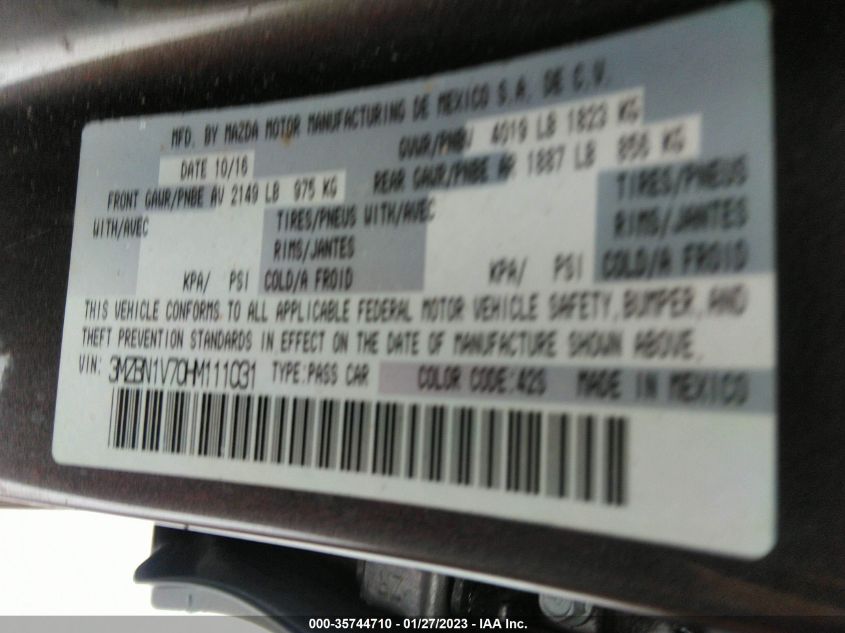 MFD. BY MAZDA MOTOR MANUFACTURING DE MEXICO S.A. DE C.V.
DATE 10/16 GVWR/PNBV 4019 LB 1823 KG
FRONT GAWR/PNBE AV 2149 LB 975 KG REAR GAWR/PNBE AR 1887 LB 856 KG
WITH/AVEC TIRES/PNEUS WITH/AVEC TIRES/PNEUS
RIMS/JANTES RIMS/JANTES
KPA/ PSI COLD/A FROID KPA/ PSI COLD/A FROID
THIS VEHICLE CONFORMS TO ALL APPLICABLE FEDERAL MOTOR VEHICLE SAFETY, BUMPER, AND
THEFT PREVENTION STANDARDS IN EFFECT ON THE DATE OF MANUFACTURE SHOWN ABOVE.
VIN: 3MZBN1V70HM111031 TYPE:PASS CAR COLOR CODE:42S MADE IN MEXICO
000-35744710 - 01/27/2023 - IAA Inc.